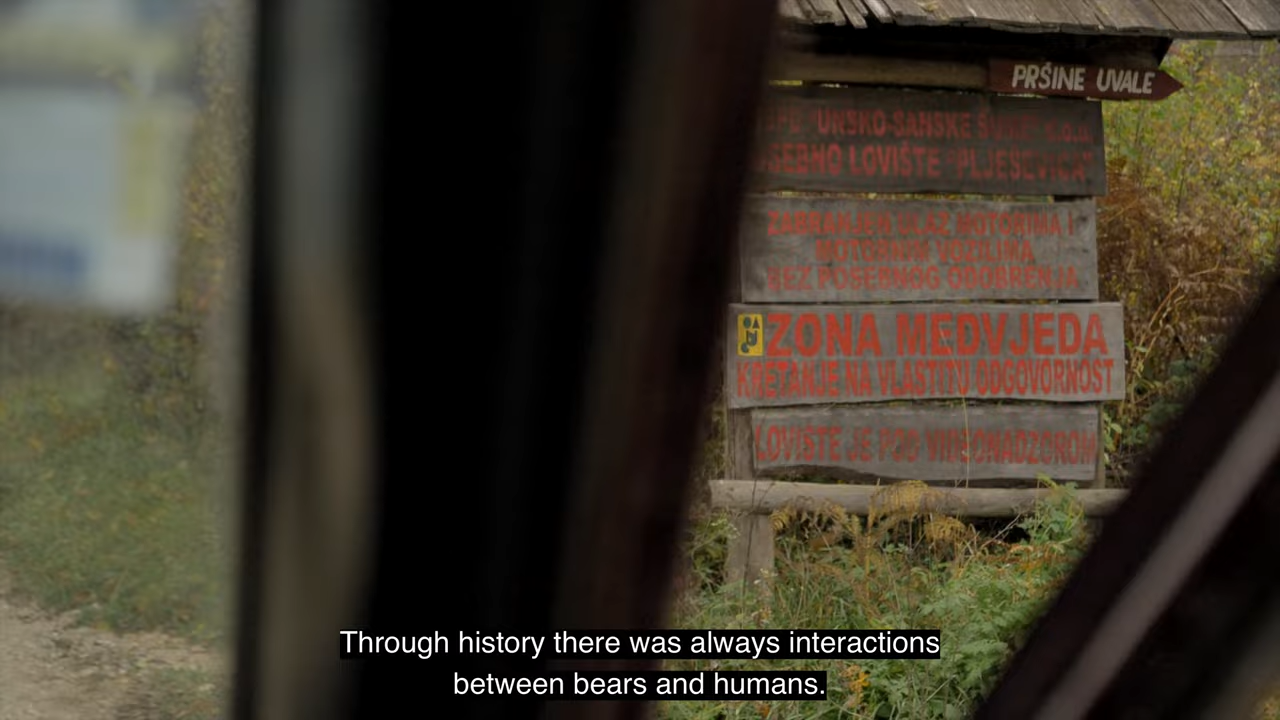 PRŠINE UVALE
"UNSKO-SANSKE ŠUME" d.o.o.
LOVIŠTE "PLJEŠEVICA"
ZABRANJEN ULAZ MOTORIMA I
MOTORNIM VOZILIMA
BEZ POSEBNOG ODOBRENJA
ZONA MEDVJEDA
KRETANJE NA VLASTITU ODGOVORNOST
LOVIŠTE JE POD
Through history there was always interactions
between bears and humans.